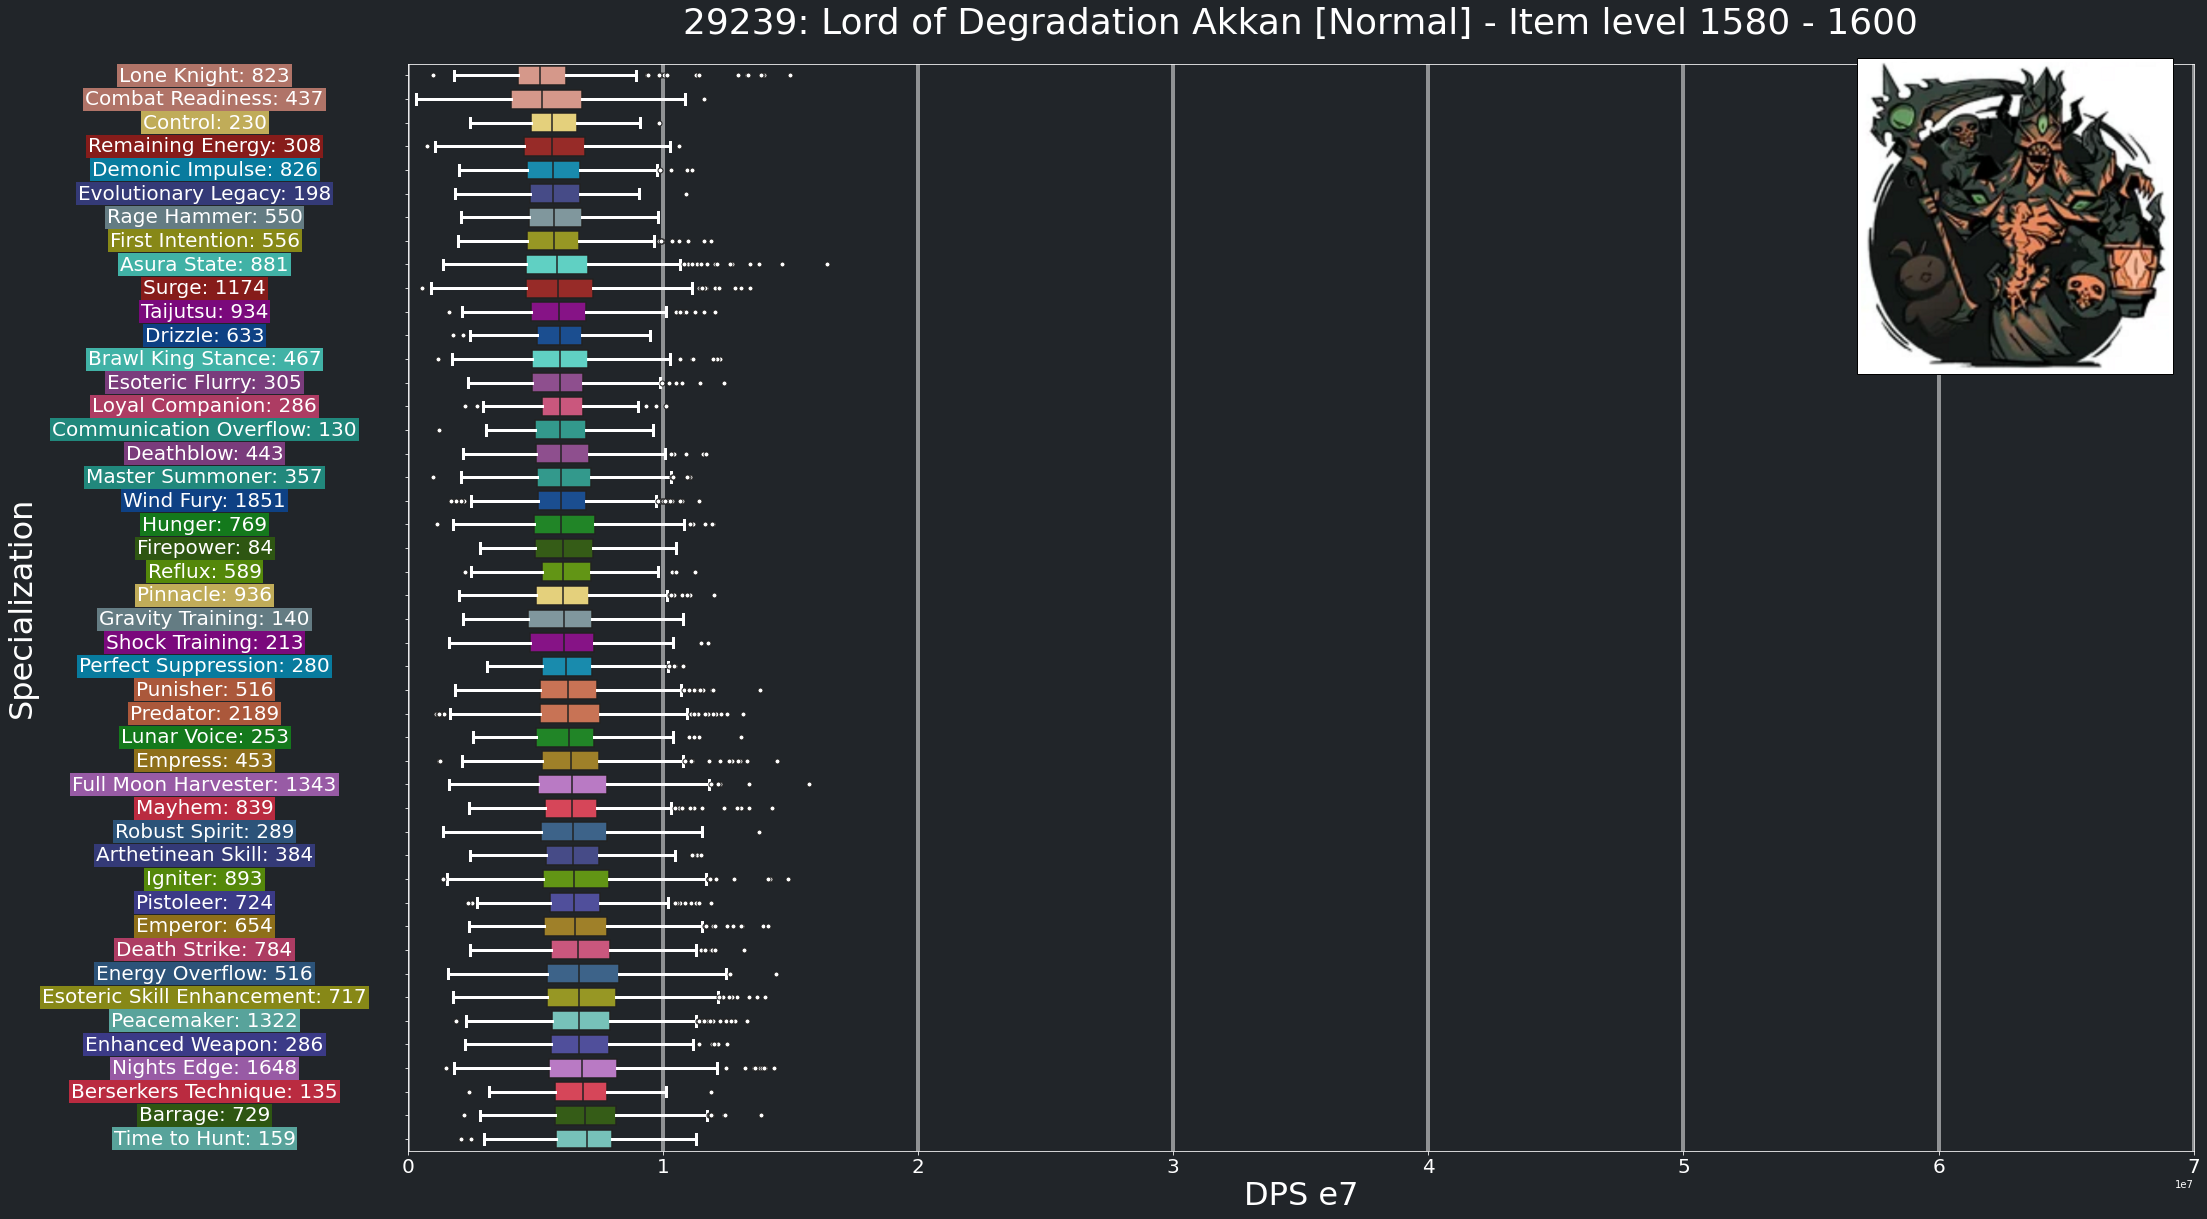 29239: Lord of Degradation Akkan [Normal] - Item level 1580 - 1600
Lone Knight: 823
Combat Readiness: 437
Control: 230
Remaining Energy: 308
Demonic Impulse: 826
Evolutionary Legacy: 198
Rage Hammer: 550
First Intention: 556
Asura State: 881
Surge: 1174
Taijutsu: 934
Drizzle: 633
Brawl King Stance: 467
Esoteric Flurry: 305
Loyal Companion: 286
Communication Overflow: 130
Deathblow: 443
Master Summoner: 357
Wind Fury: 1851
Hunger: 769
Firepower: 84
Reflux: 589
Pinnacle: 936
Gravity Training: 140
Shock Training: 213
Perfect Suppression: 280
Punisher: 516
Predator: 2189
Lunar Voice: 253
Empress: 453
Full Moon Harvester: 1343
Mayhem: 839
Robust Spirit: 289
Arthetinean Skill: 384
Igniter: 893
Pistoleer: 724
Emperor: 654
Death Strike: 784
Energy Overflow: 516
Esoteric Skill Enhancement: 717
Peacemaker: 1322
Enhanced Weapon: 286
Nights Edge: 1648
Berserkers Technique: 135
Barrage: 729
Time to Hunt: 159
Specialization
0 1 2 3 4 5 6 7
1e7
DPS e7